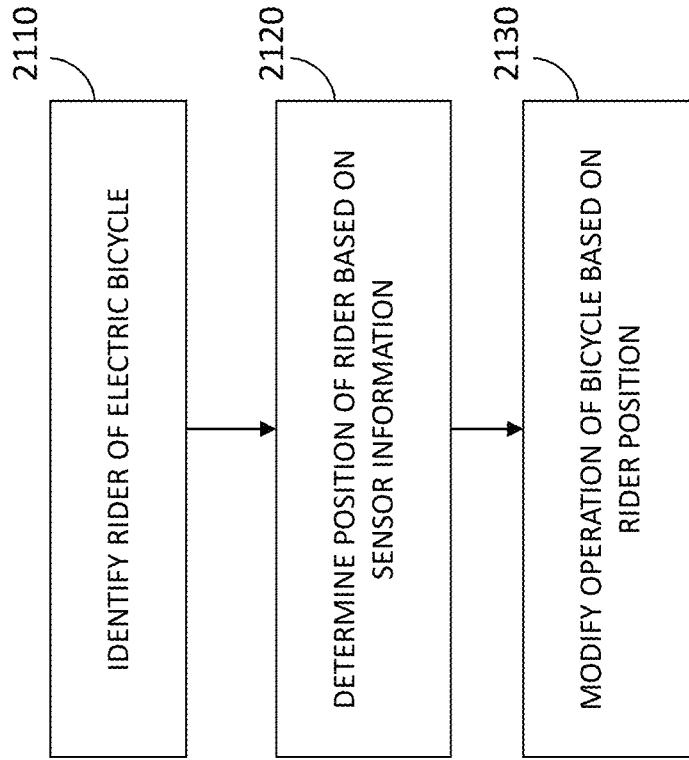 2110
IDENTIFY RIDER OF ELECTRIC BICYCLE
2120
DETERMINE POSITION OF RIDER BASED ON
SENSOR INFORMATION
2130
MODIFY OPERATION OF BICYCLE BASED ON
RIDER POSITION